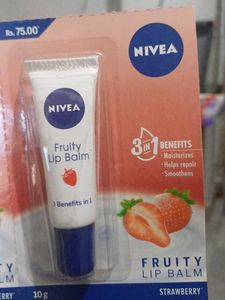 Rs. 75.00
NIVEA
NIVEA
Fruity
Lip Balm
3 Benefits in 1
3 in 1 BENEFITS
• Moisturizes
• Helps repair
• Smoothens
FRUITY
LIP BALM
10g
STRAWBERRY